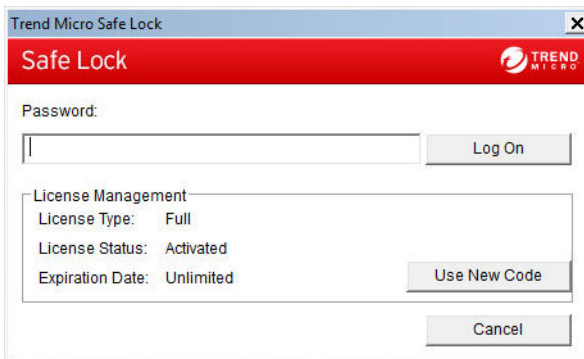 Trend Micro Safe Lock
Safe Lock
TREND
MICRO
Password:
Log On
License Management
License Type: Full
License Status: Activated
Expiration Date: Unlimited
Use New Code
Cancel